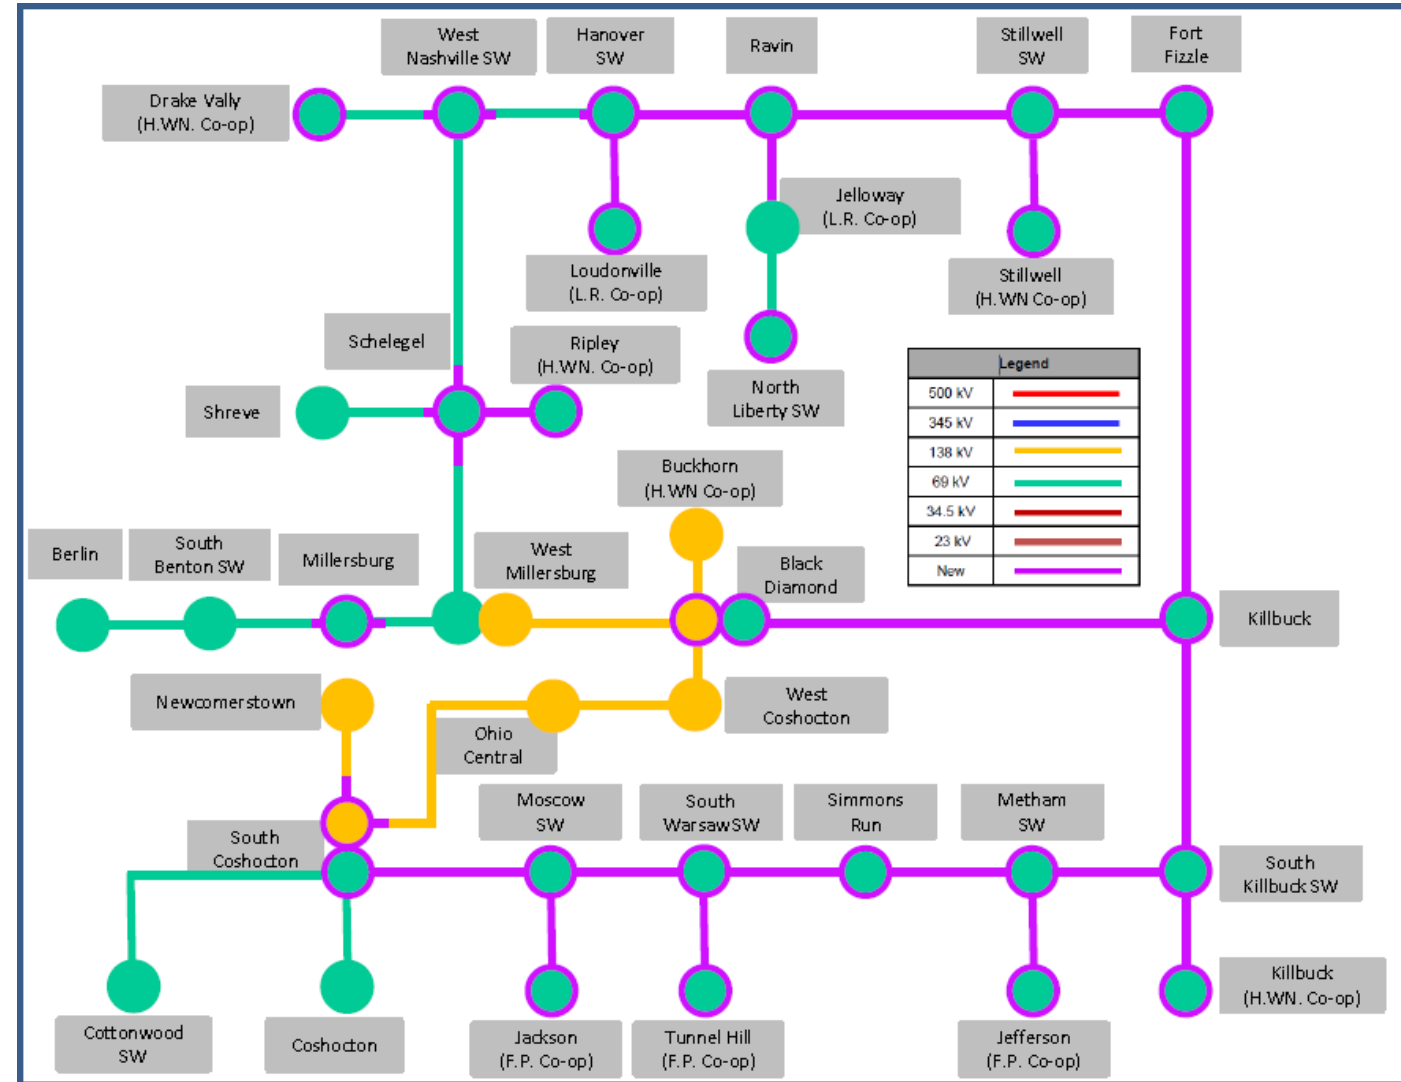 West
Nashville SW
Hanover
SW
Ravin
Stillwell
SW
Fort
Fizzle
Drake Vally
(H.WN. Co-op)
Jelloway
(L.R. Co-op)
Loudonville
(L.R. Co-op)
Stillwell
(H.WN Co-op)
Schelegel
Ripley
(H.WN. Co-op)
Shreve
North
Liberty SW
Legend
500 kV
345 kV
138 kV
69 kV
34.5 kV
23 kV
New
Buckhorn
(H.WN Co-op)
Berlin
South
Benton SW
Millersburg
West
Millersburg
Black
Diamond
Killbuck
Newcomerstown
Ohio
Central
West
Coshocton
South
Coshocton
Moscow
SW
South
Warsaw SW
Simmons
Run
Metham
SW
South
Killbuck SW
Cottonwood
SW
Coshocton
Jackson
(F.P. Co-op)
Tunnel Hill
(F.P. Co-op)
Jefferson
(F.P. Co-op)
Killbuck
(H.WN. Co-op)